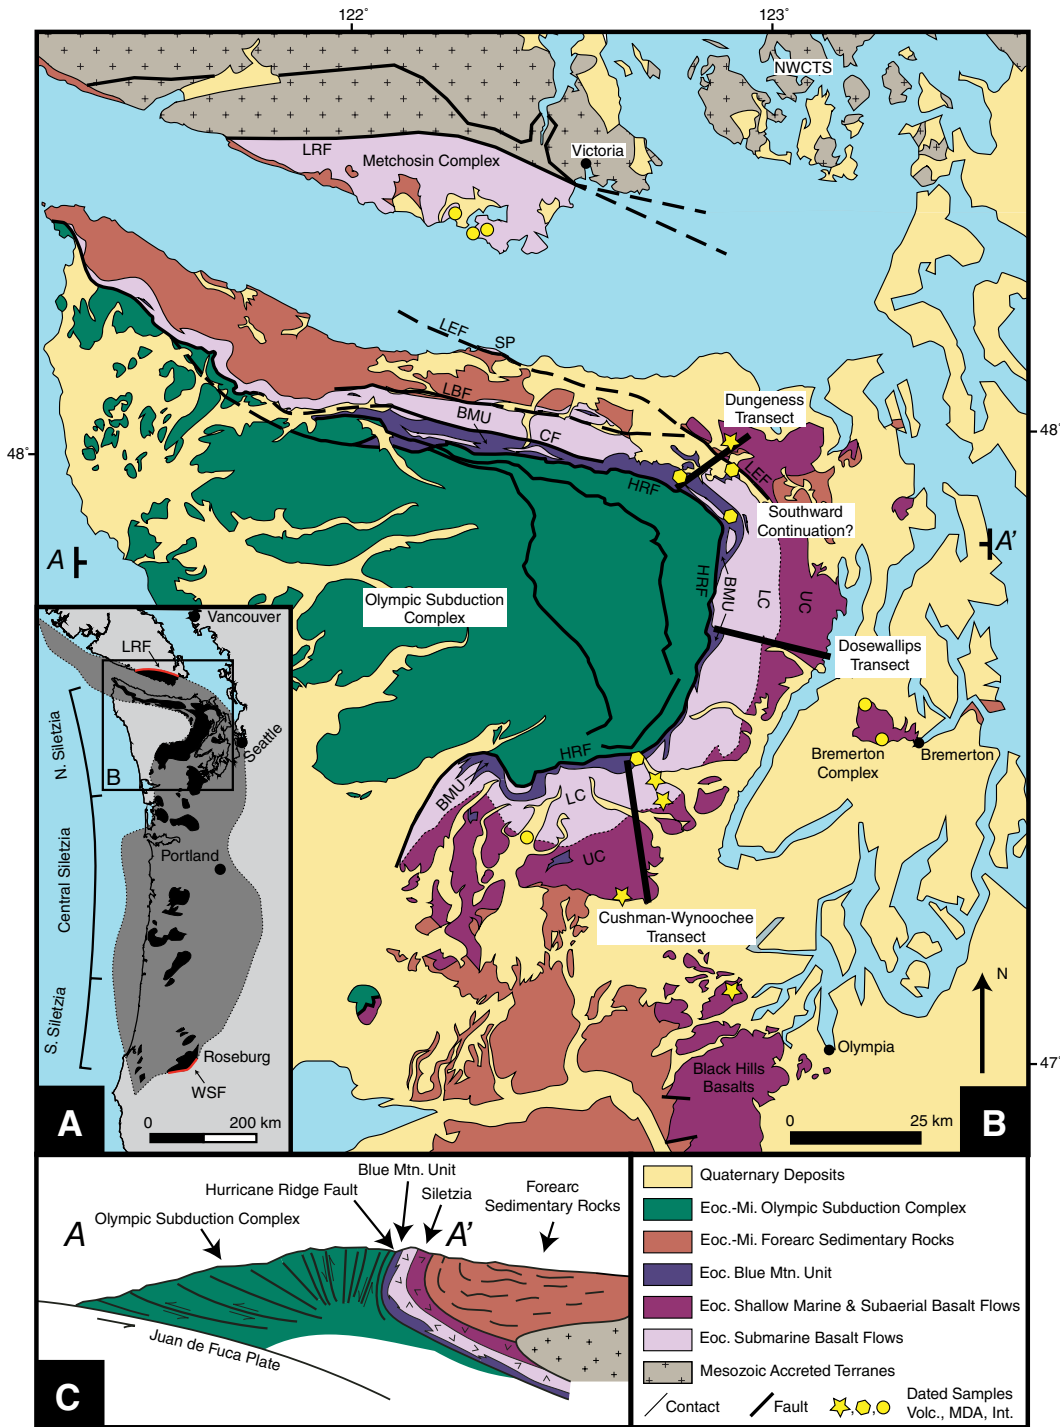 122°
123°
NWCTS
LRF
Metchosin Complex
Victoria
LEF
SP
LBF
BMU
CF
Dungeness
Transect
48°
48°
HRF
LEF
Southward
Continuation?
A
A'
HRF
BMU
LC
UC
Olympic Subduction
Complex
Dosewallips
Transect
Vancouver
LRF
Seattle
N. Siletzia
B
Bremerton
Complex
Bremerton
HRF
BMU
LC
UC
Portland
Central Siletzia
Cushman-Wynoochee
Transect
N
S. Siletzia
Olympia
Roseburg
WSF
47°
Black Hills
Basalts
A
0
200 km
0
25 km
B
Blue Mtn. Unit
Hurricane Ridge Fault
Siletzia
Forearc
Sedimentary Rocks
Olympic Subduction Complex
A
A'
Juan de Fuca Plate
C
Quaternary Deposits
Eoc.-Mi. Olympic Subduction Complex
Eoc.-Mi. Forearc Sedimentary Rocks
Eoc. Blue Mtn. Unit
Eoc. Shallow Marine & Subaerial Basalt Flows
Eoc. Submarine Basalt Flows
Mesozoic Accreted Terranes
Contact
Fault
Dated Samples
Volc., MDA, Int.